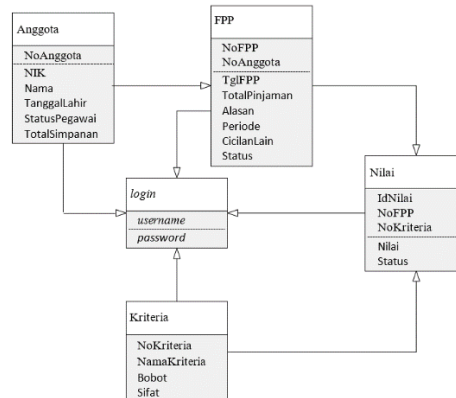 Anggota
NoAnggota
NIK
Nama
TanggalLahir
StatusPegawai
TotalSimpanan
FPP
NoFPP
NoAnggota
TglFPP
TotalPinjaman
Alasan
Periode
CicilanLain
Status
login
username
password
Nilai
IdNilai
NoFPP
NoKriteria
Nilai
Status
Kriteria
NoKriteria
NamaKriteria
Bobot
Sifat